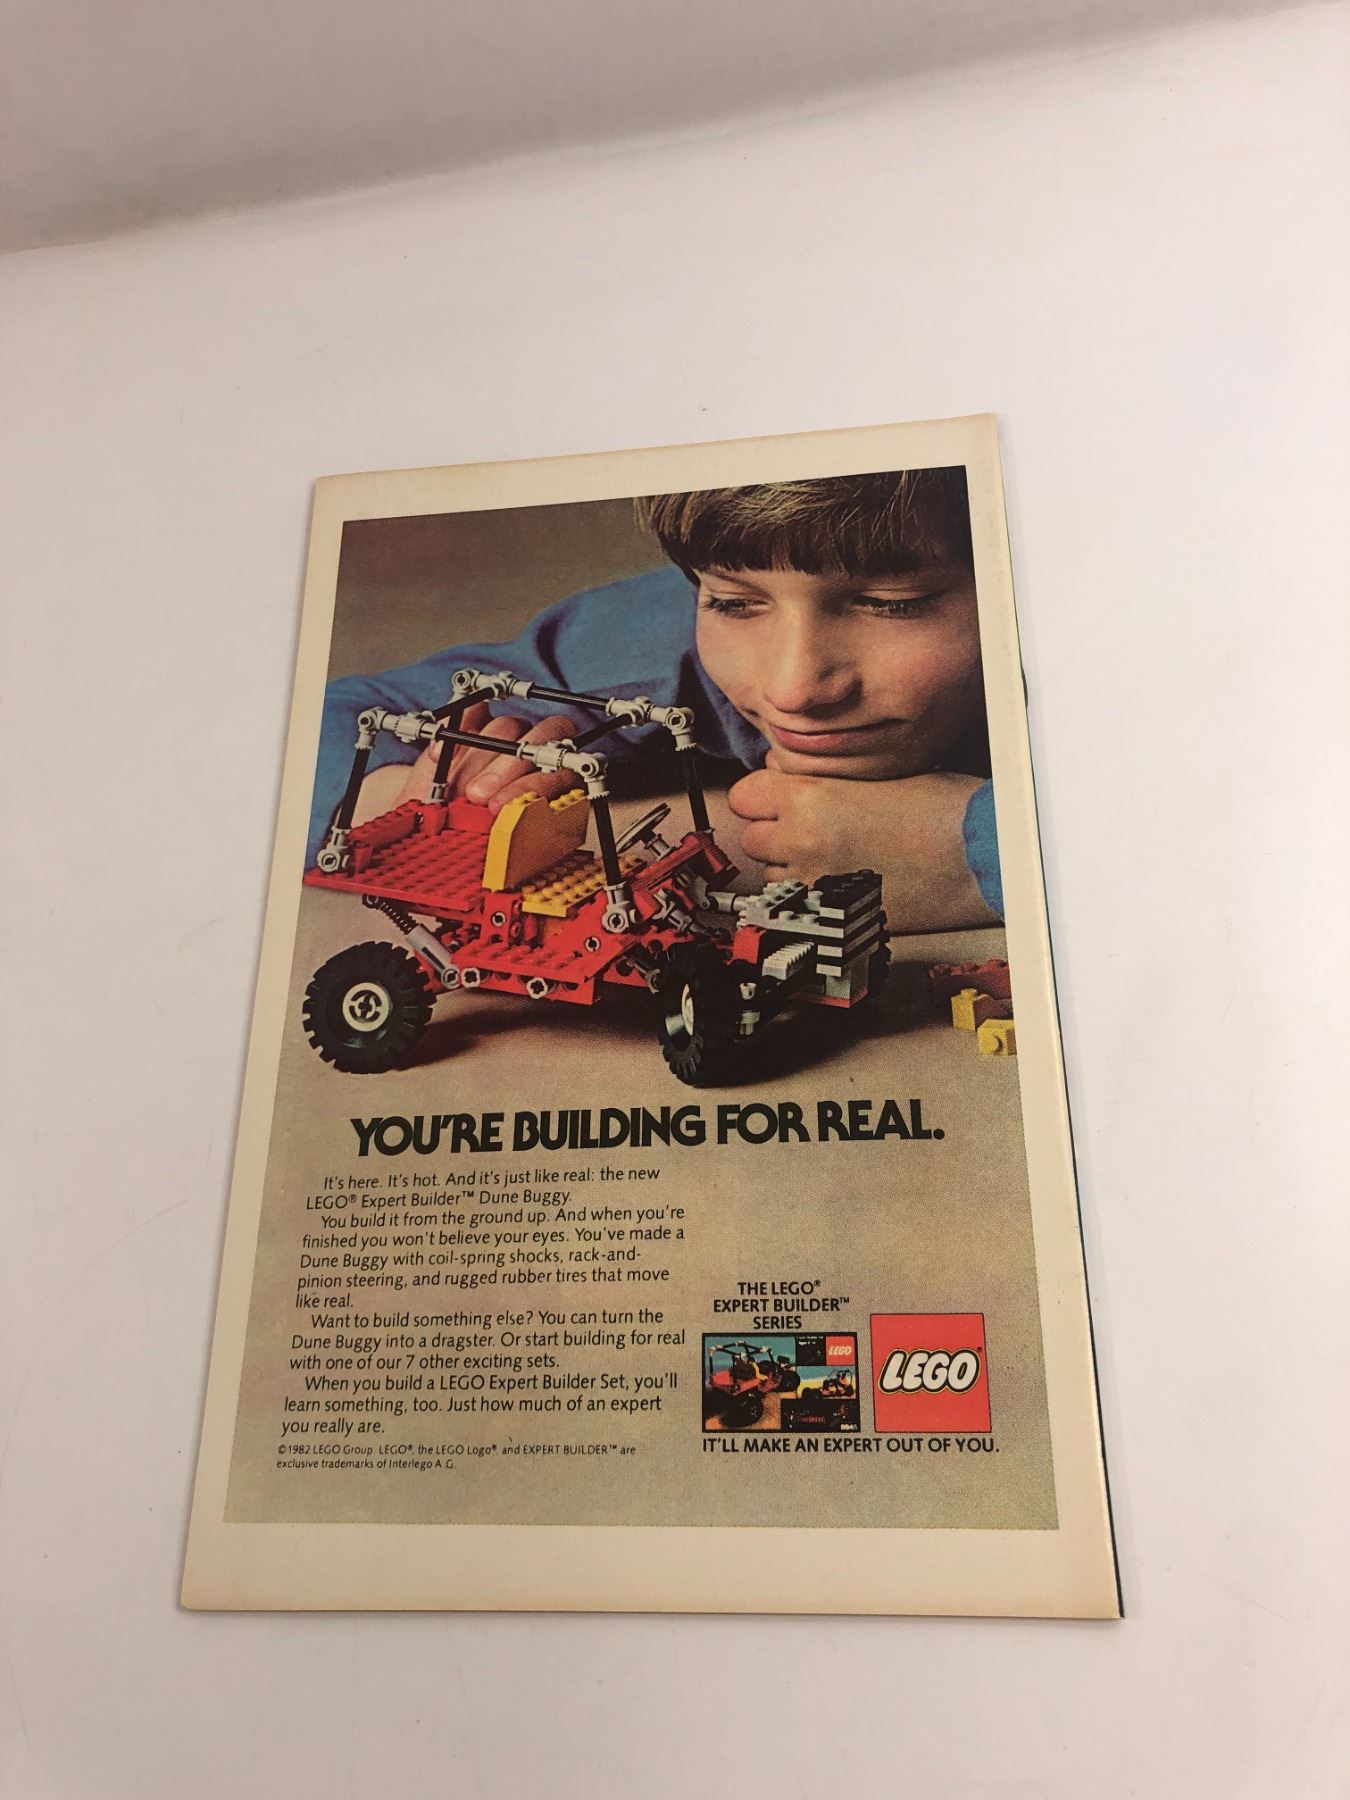 YOU'RE BUILDING FOR REAL.
It's here. It's hot. And it's just like real: the new
LEGO® Expert Builder™ Dune Buggy.
You build it from the ground up. And when you're
finished you won't believe your eyes. You've made a
Dune Buggy with coil-spring shocks, rack-and-
pinion steering, and rugged rubber tires that move
like real.
Want to build something else? You can turn the
Dune Buggy into a dragster. Or start building for real
with one of our 7 other exciting sets.
When you build a LEGO Expert Builder Set, you'll
learn something, too. Just how much of an expert
you really are.
©1982 LEGO Group LEGO®, the LEGO Logo®, and EXPERT BUILDER™ are
exclusive trademarks of Interlego A.G.
THE LEGO®
EXPERT BUILDER™
SERIES
LEGO
8845
LEGO®
IT'LL MAKE AN EXPERT OUT OF YOU.